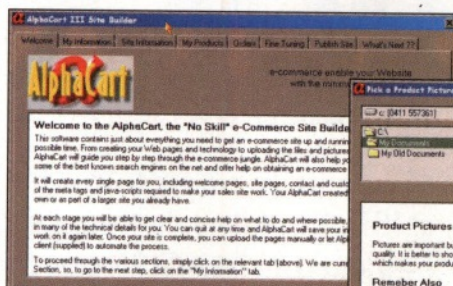 AlphaCart III Site Builder
Welcome | My Information | Site Information | My Products | Orders | Fine Tuning | Publish Site | What's Next ??
AlphaCart
e-commerce enable your Website
with the minim
Pick a Product Picture
c: [0411 557361]
C:\
My Documents
My Old Documents
Welcome to the AlphaCart, the "No Skill" e-Commerce Site Builde
This software contains just about everything you need to get an e-commerce site up and runnin
possible time. From creating your Web pages and technology to uploading the files and pictures
AlphaCart will guide you step by step through the e-commerce jungle. AlphaCart will also help yo
some of the best known search engines on the net and offer help on obtaining an e-commerce
It will create every single page for you, including welcome pages, site pages, contact and custo
of the meta tags and java-scripts required to make your sales site work. Your AlphaCart created
own or as part of a larger site you already have.
At each stage you will be able to get clear and concise help on what to do and where possible,
in many of the technical details for you. You can quit at any time and AlphaCart will save your in
work on it again later. Once your site is complete, you can upload the pages manually or let Alp
client (supplied) to automate the process.
To proceed through the various sections, simply click on the relevant tab (above). We are curre
Section, so, to go to the next step, click on the "My Information" tab.
Product Pictures
Pictures are important bu
quality. It is better to sho
which makes your produ
Remeber Also